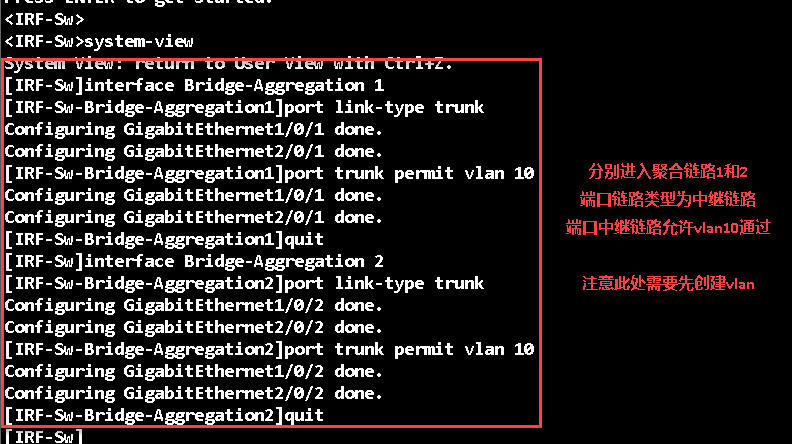 Press ENTER to get started.
<IRF-Sw>
<IRF-Sw>system-view
System View: return to User View with Ctrl+Z.
[IRF-Sw]interface Bridge-Aggregation 1
[IRF-Sw-Bridge-Aggregation1]port link-type trunk
Configuring GigabitEthernet1/0/1 done.
Configuring GigabitEthernet2/0/1 done.
[IRF-Sw-Bridge-Aggregation1]port trunk permit vlan 10
Configuring GigabitEthernet1/0/1 done.
Configuring GigabitEthernet2/0/1 done.
[IRF-Sw-Bridge-Aggregation1]quit
[IRF-Sw]interface Bridge-Aggregation 2
[IRF-Sw-Bridge-Aggregation2]port link-type trunk
Configuring GigabitEthernet1/0/2 done.
Configuring GigabitEthernet2/0/2 done.
[IRF-Sw-Bridge-Aggregation2]port trunk permit vlan 10
Configuring GigabitEthernet1/0/2 done.
Configuring GigabitEthernet2/0/2 done.
[IRF-Sw-Bridge-Aggregation2]quit
[IRF-Sw]
分别进入聚合链路1和2
端口链路类型为中继链路
端口中继链路允许vlan10通过
注意此处需要先创建vlan